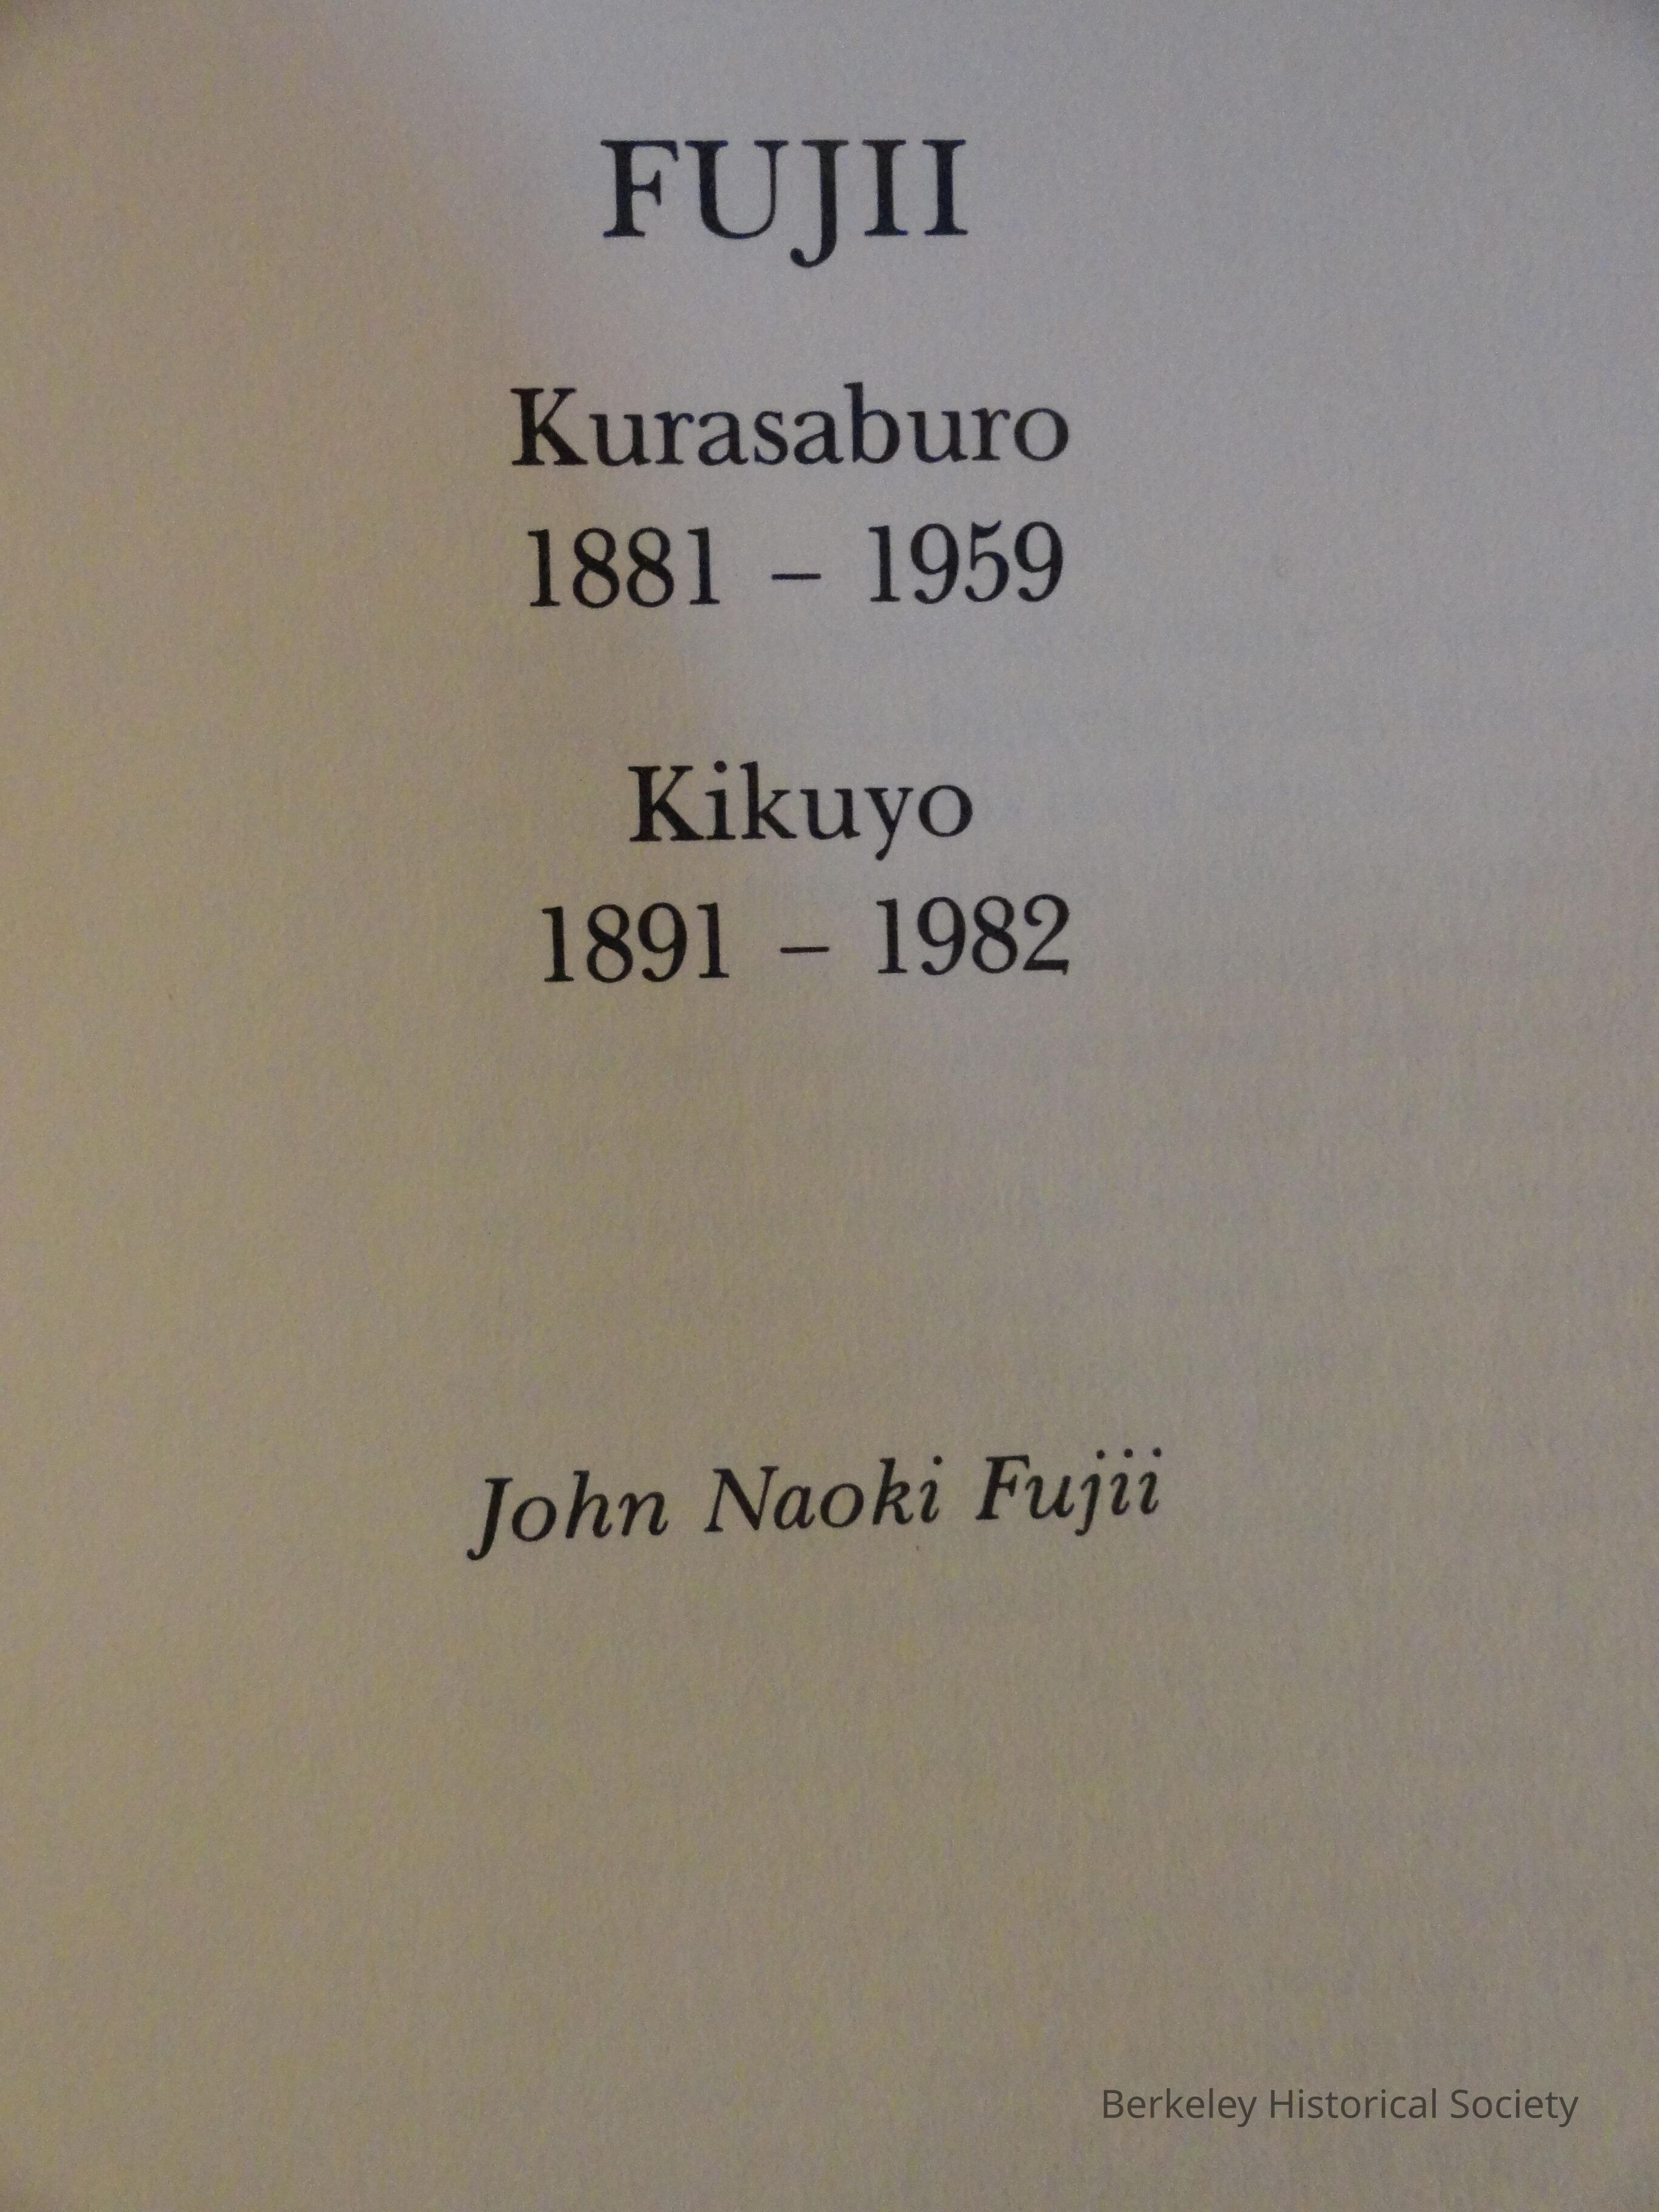 FUJII
Kurasaburo
1881 – 1959
Kikuyo
1891 – 1982
John Naoki Fujii
Berkeley Historical Society